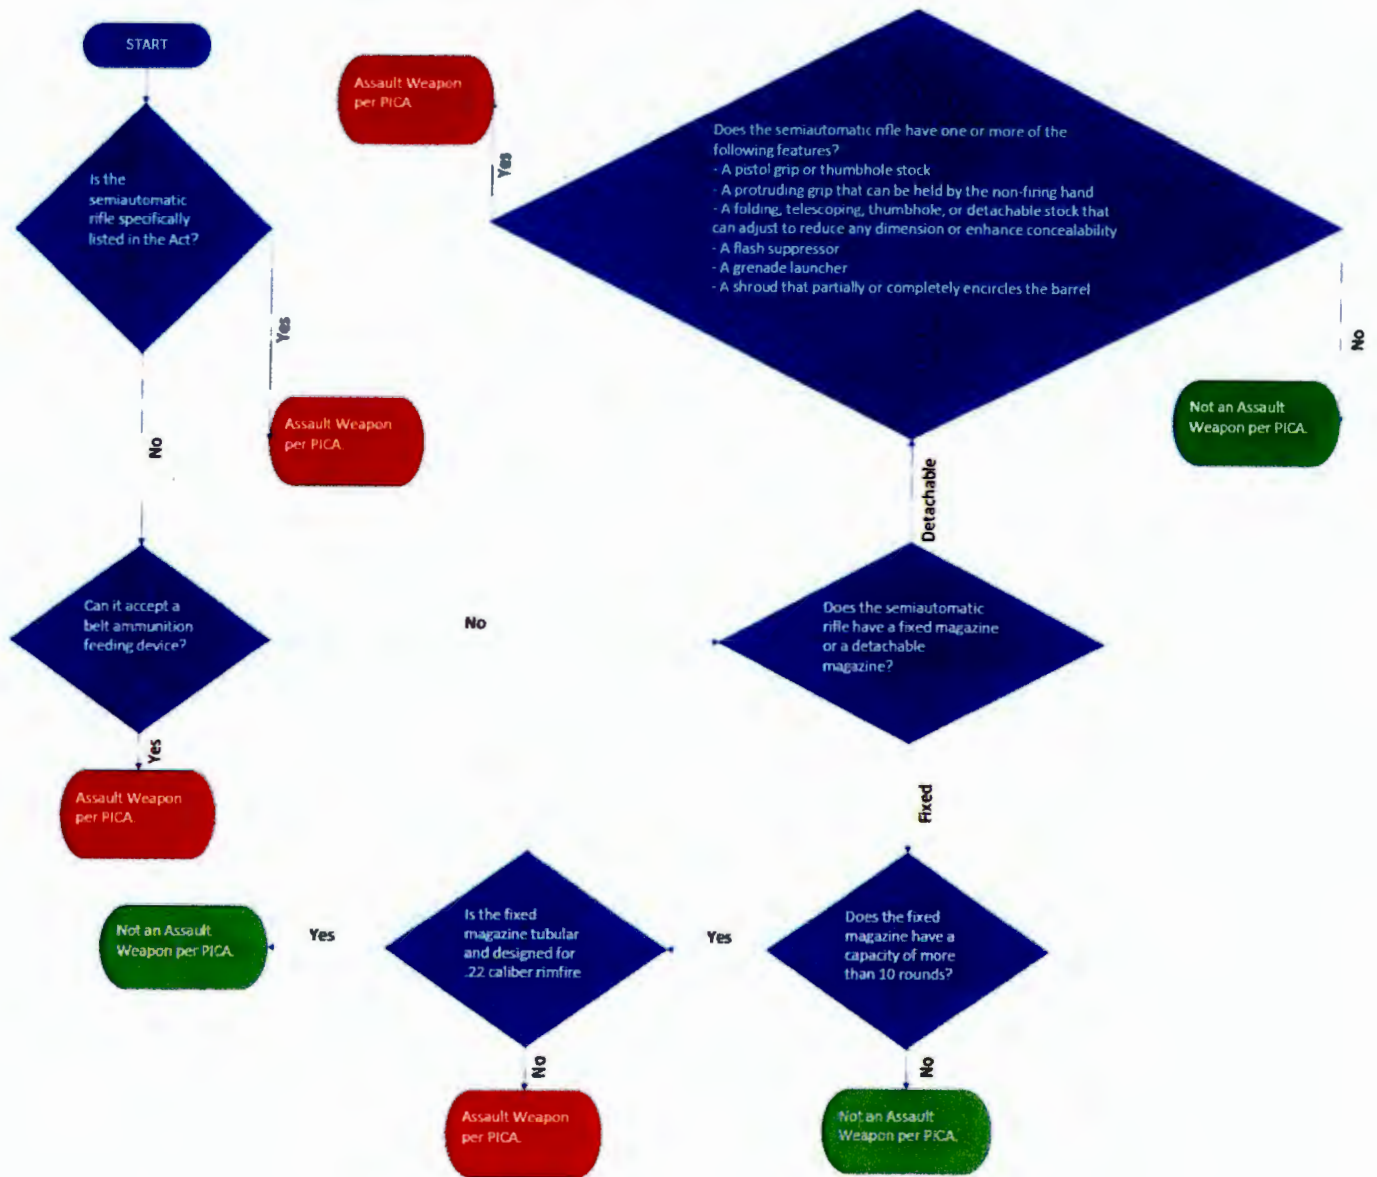 START
Is the
semiautomatic
rifle specifically
listed in the Act?
Yes
Assault Weapon
per PICA.
No
Can it accept a
belt ammunition
feeding device?
Yes
Assault Weapon
per PICA.
No
Does the semiautomatic
rifle have a fixed magazine
or a detachable
magazine?
Detachable
Does the semiautomatic rifle have one or more of the
following features?
- A pistol grip or thumbhole stock
- A protruding grip that can be held by the non-firing hand
- A folding, telescoping, thumbhole, or detachable stock that
can adjust to reduce any dimension or enhance concealability
- A flash suppressor
- A grenade launcher
- A shroud that partially or completely encircles the barrel
Yes
Assault Weapon
per PICA
No
Not an Assault
Weapon per PICA.
Fixed
Does the fixed
magazine have a
capacity of more
than 10 rounds?
No
Not an Assault
Weapon per PICA.
Yes
Is the fixed
magazine tubular
and designed for
.22 caliber rimfire
No
Assault Weapon
per PICA.
Yes
Not an Assault
Weapon per PICA.